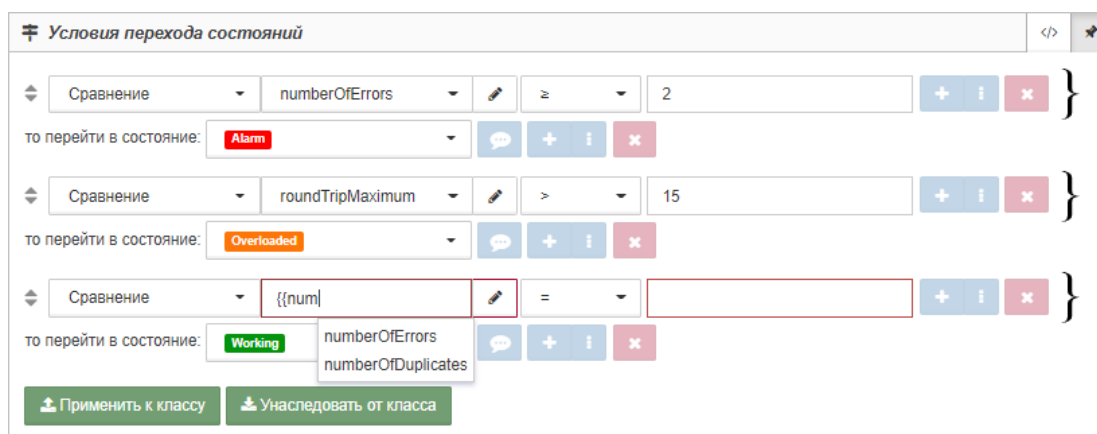 Условия перехода состояний </>
Сравнение numberOfErrors ≥ 2 }
то перейти в состояние: Alarm
Сравнение roundTripMaximum > 15 }
то перейти в состояние: Overloaded
Сравнение {{num = }
то перейти в состояние: Working
numberOfErrors
numberOfDuplicates
Применить к классу Унаследовать от класса